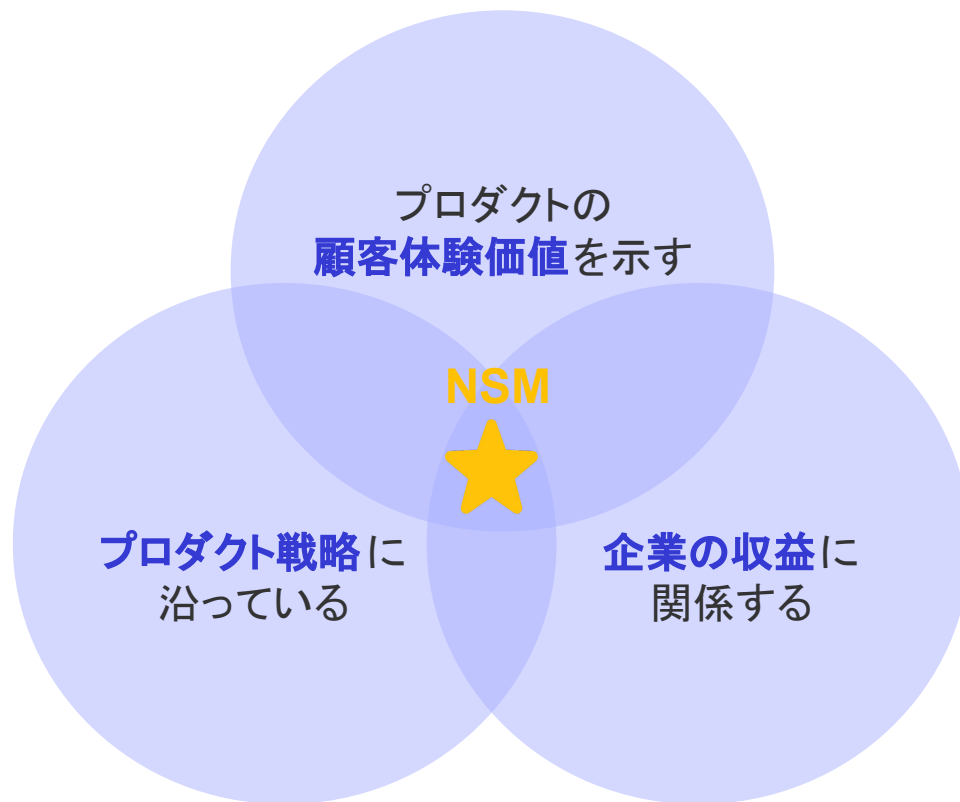 プロダクトの
顧客体験価値を示す
NSM
プロダクト戦略に
沿っている
企業の収益に
関係する